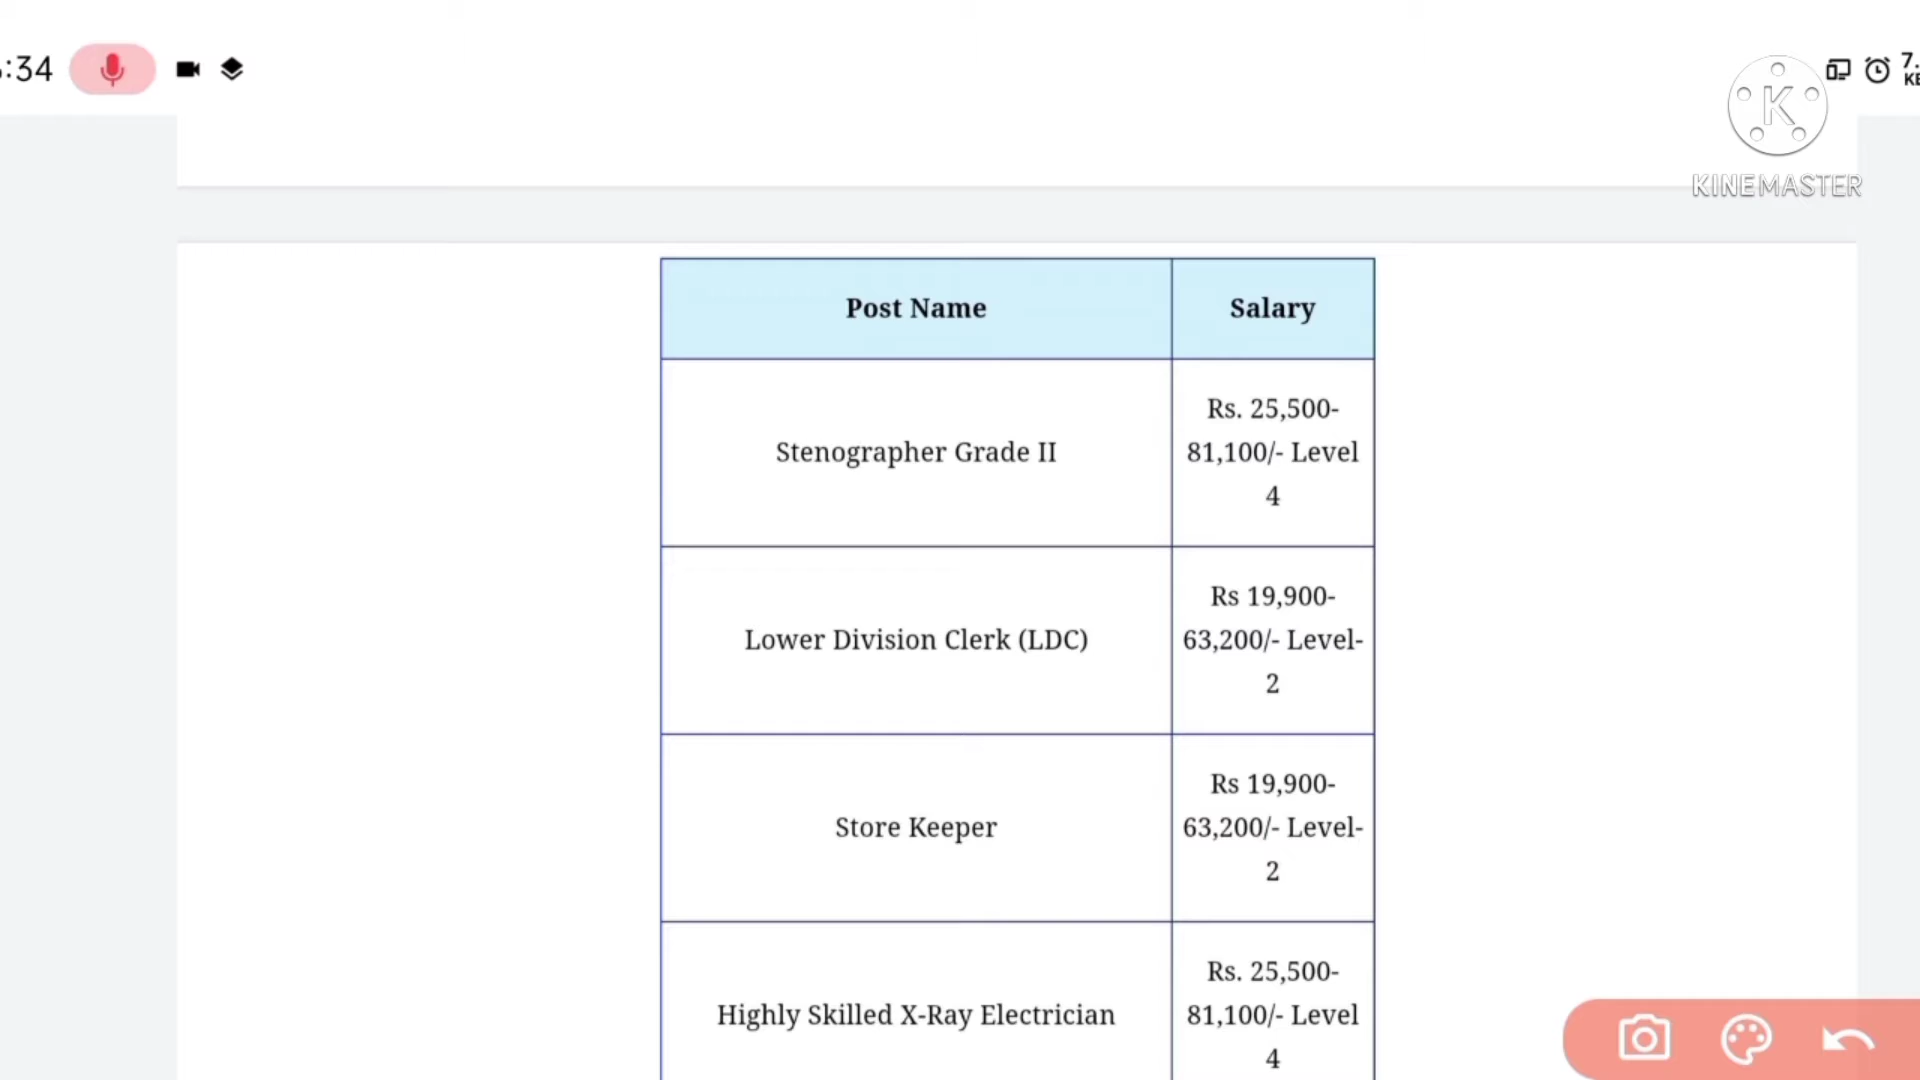 :34
7.
K
KINEMASTER
Post Name
Salary
Stenographer Grade II
Rs. 25,500-
81,100/- Level
4
Lower Division Clerk (LDC)
Rs 19,900-
63,200/- Level-
2
Store Keeper
Rs 19,900-
63,200/- Level-
2
Highly Skilled X-Ray Electrician
Rs. 25,500-
81,100/- Level
4